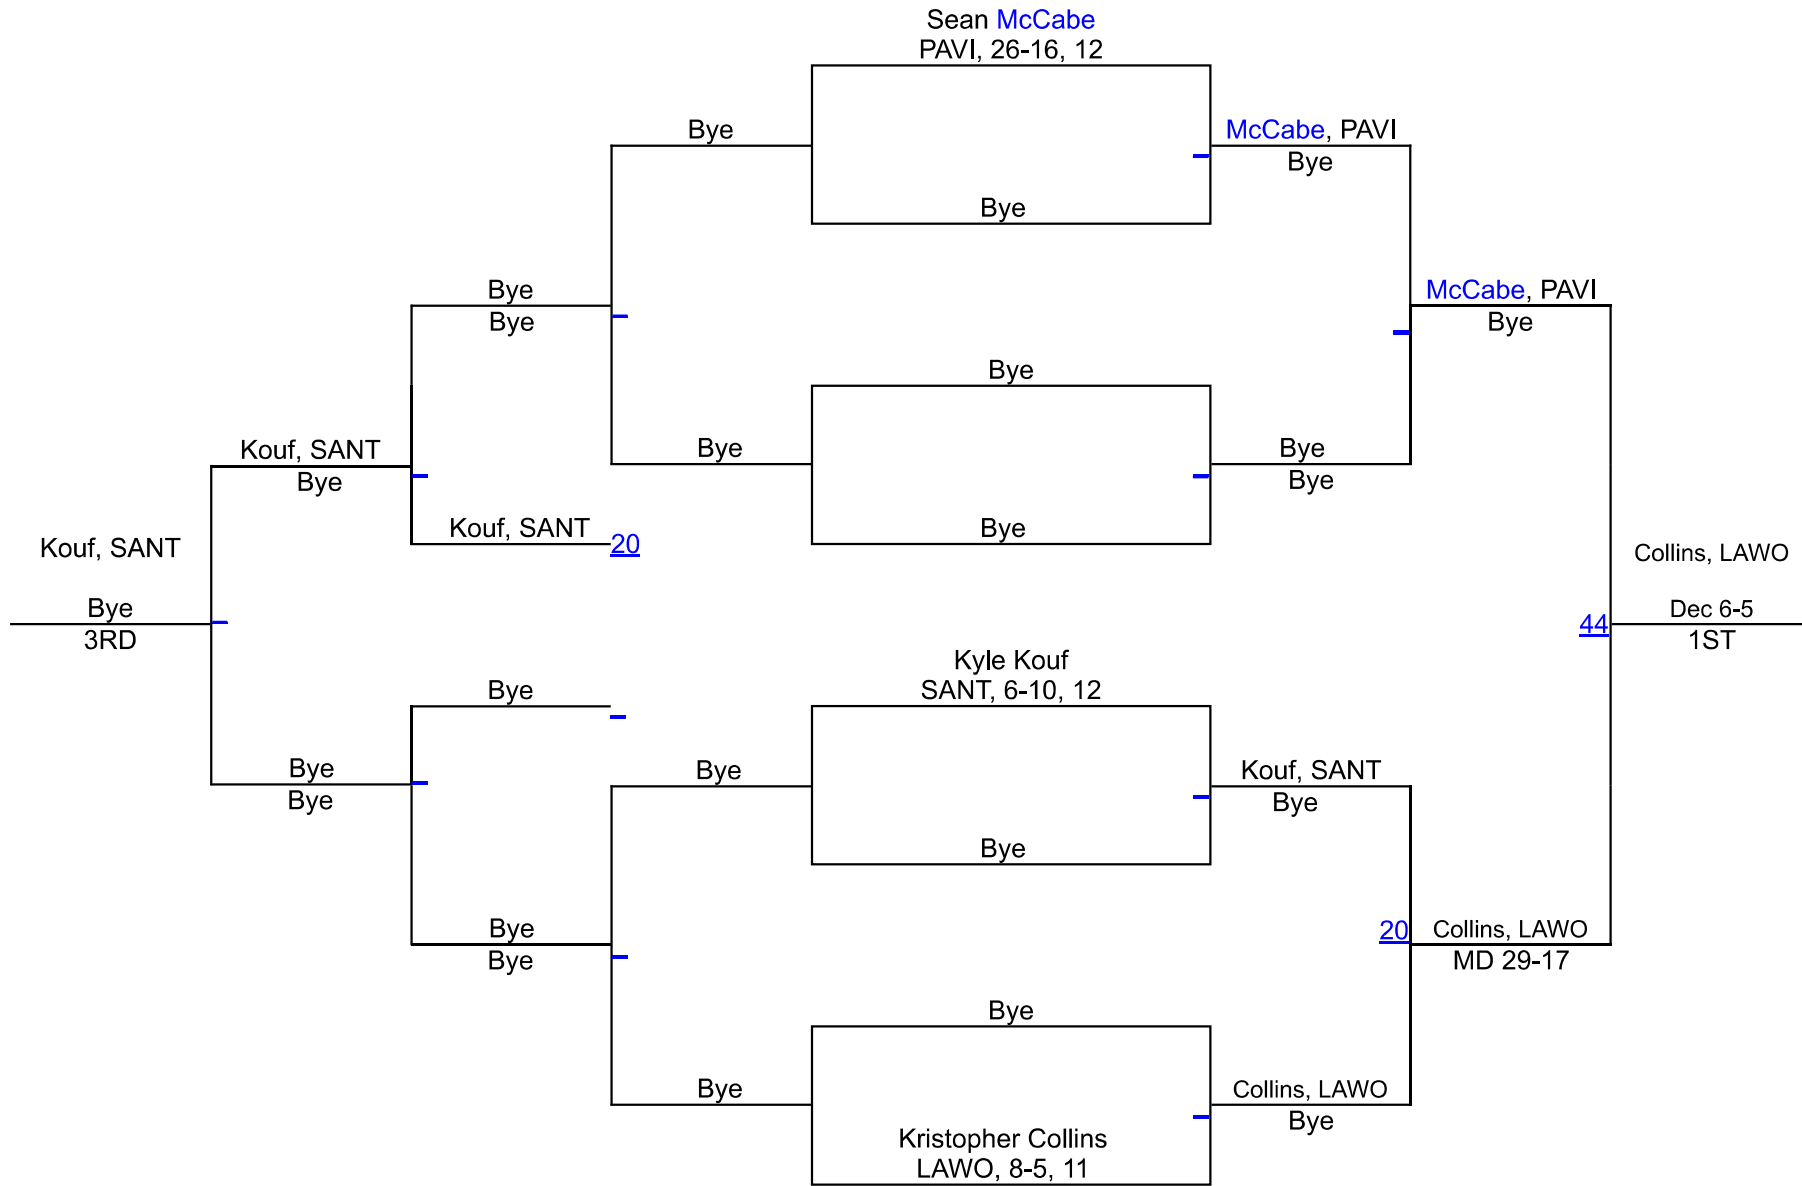 Sean McCabe
PAVI, 26-16, 12
Bye
McCabe, PAVI
Bye
Bye
Bye
Bye
McCabe, PAVI
Bye
Bye
Bye
Bye
Bye
Bye
Kouf, SANT
Bye
Kouf, SANT
20
Kouf, SANT
Bye
3RD
Collins, LAWO
44
Dec 6-5
1ST
Kyle Kouf
SANT, 6-10, 12
Bye
Bye
Kouf, SANT
Bye
Bye
Bye
Bye
Bye
Bye
20
Collins, LAWO
MD 29-17
Bye
Bye
Collins, LAWO
Bye
Kristopher Collins
LAWO, 8-5, 11